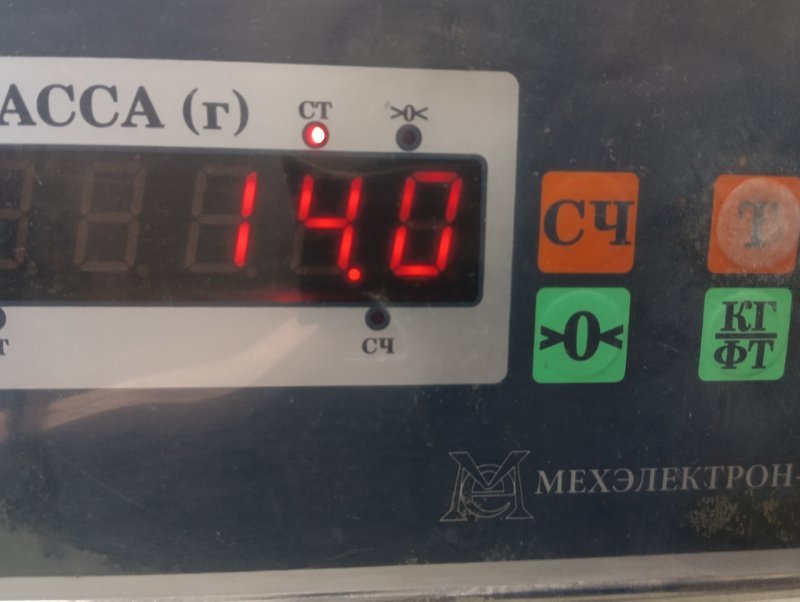 АССА (г)
СТ >0<
14.0
СЧ Т
>0< КГ
ФТ
Т СЧ
МЕХЭЛЕКТРОН-